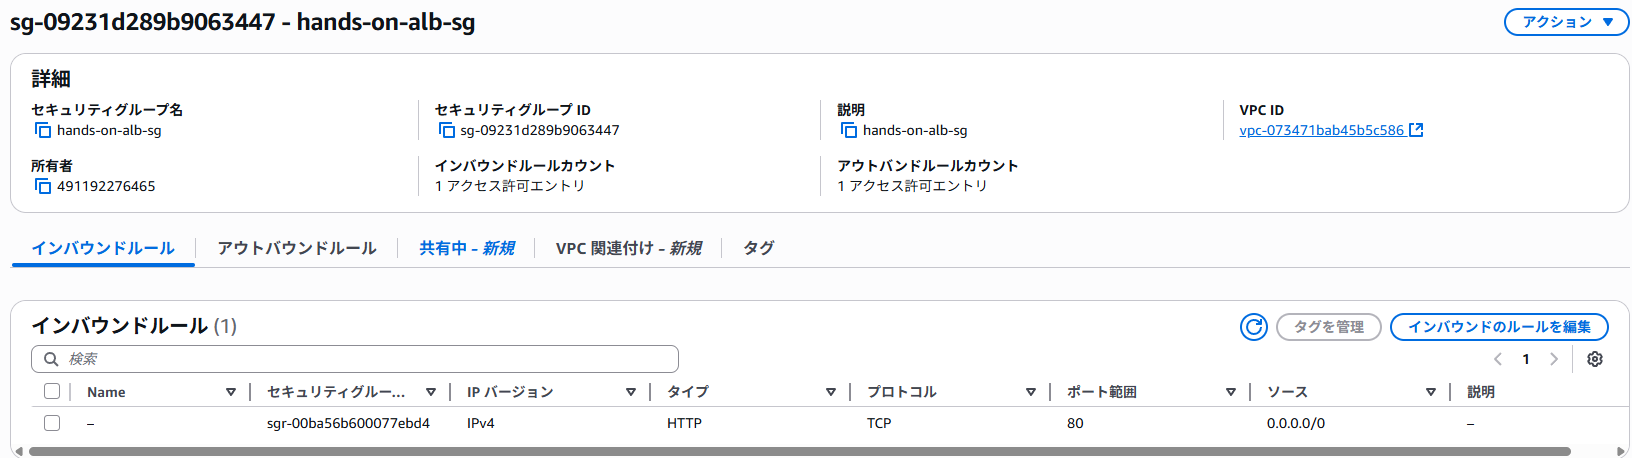 sg-09231d289b9063447 - hands-on-alb-sg
アクション
詳細
セキュリティグループ名
hands-on-alb-sg
セキュリティグループ ID
sg-09231d289b9063447
説明
hands-on-alb-sg
VPC ID
vpc-073471bab45b5c586
所有者
491192276465
インバウンドルールカウント
1 アクセス許可エントリ
アウトバンドルールカウント
1 アクセス許可エントリ
インバウンドルール
アウトバウンドルール
共有中 – 新規
VPC 関連付け – 新規
タグ
インバウンドルール (1)
タグを管理
インバウンドのルールを編集
検索
1
Name
セキュリティグルー...
IP バージョン
タイプ
プロトコル
ポート範囲
ソース
説明
–
sgr-00ba56b600077ebd4
IPv4
HTTP
TCP
80
0.0.0.0/0
–